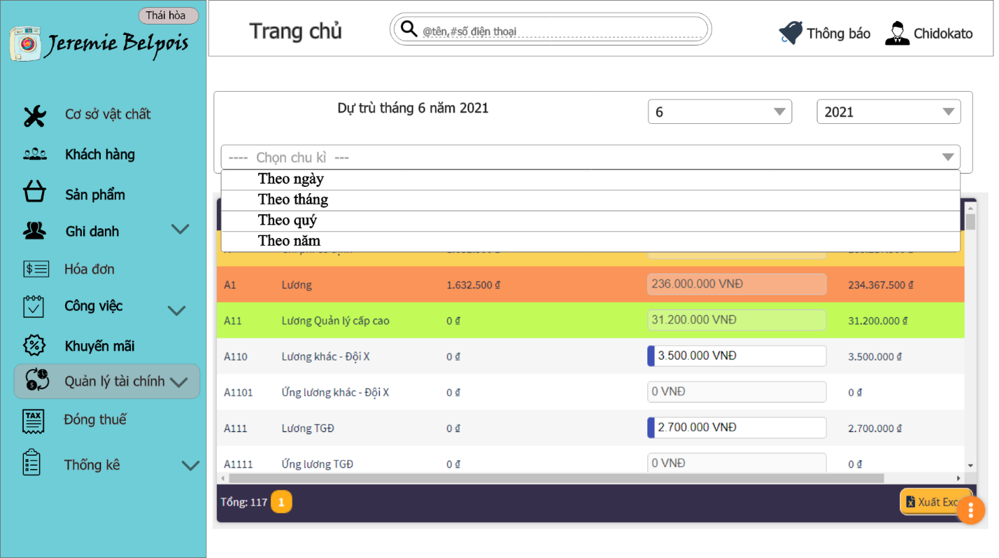 Thái hòa
Jeremie Belpois
Trang chủ
@tên,#số điện thoại
Thông báo
Chidokato
Cơ sở vật chất
Khách hàng
Sản phẩm
Ghi danh
Hóa đơn
Công việc
Khuyến mãi
Quản lý tài chính
TAX
Đóng thuế
Thống kê
Dự trù tháng 6 năm 2021
6
2021
---- Chọn chu kì ---
Theo ngày
Theo tháng
Theo quý
Theo năm
A1 Lương 1.632.500 ₫ 236.000.000 VNĐ 234.367.500 ₫
A11 Lương Quản lý cấp cao 0 ₫ 31.200.000 VNĐ 31.200.000 ₫
A110 Lương khác - Đội X 0 ₫ 3.500.000 VNĐ 3.500.000 ₫
A1101 Ứng lương khác - Đội X 0 ₫ 0 VNĐ 0 ₫
A111 Lương TGĐ 0 ₫ 2.700.000 VNĐ 2.700.000 ₫
A1111 Ứng lương TGĐ 0 ₫ 0 VNĐ 0 ₫
Tổng: 117 1
Xuất Exc